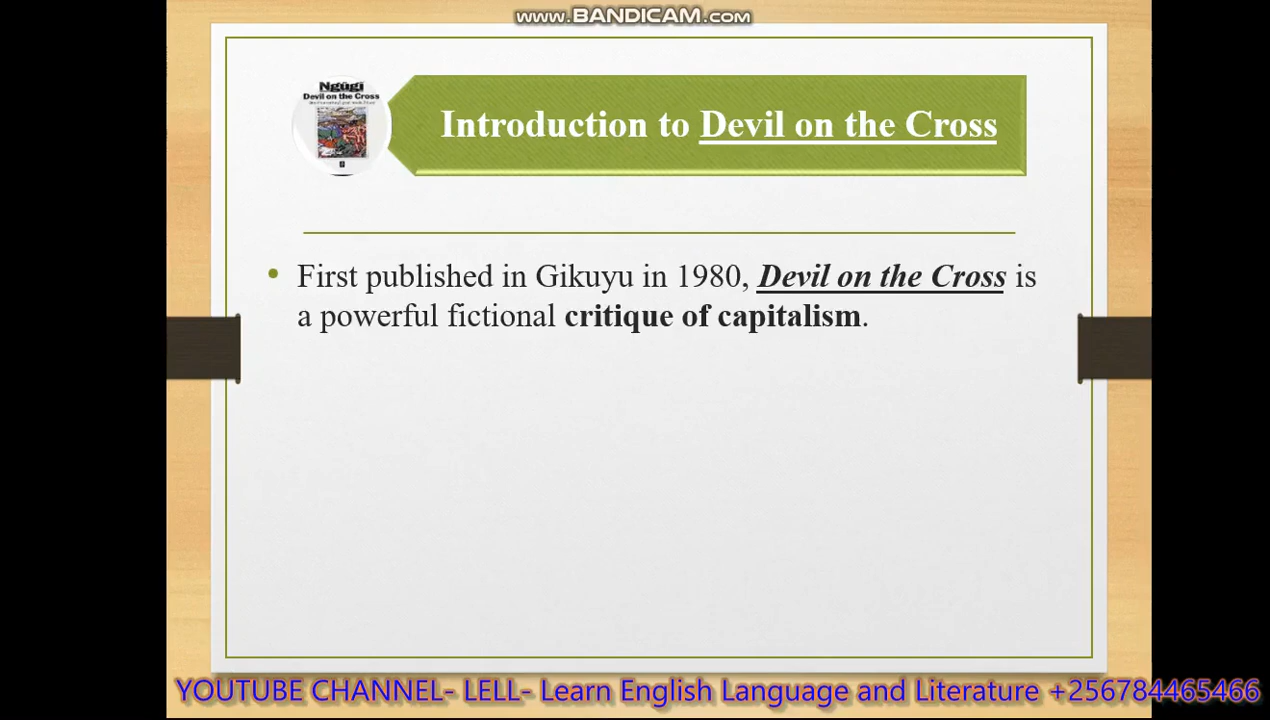 www.BANDICAM.com
Ngũgĩ
Devil on the Cross
Introduction to Devil on the Cross
• First published in Gikuyu in 1980, Devil on the Cross is
a powerful fictional critique of capitalism.
YOUTUBE CHANNEL- LELL- Learn English Language and Literature +256784465466